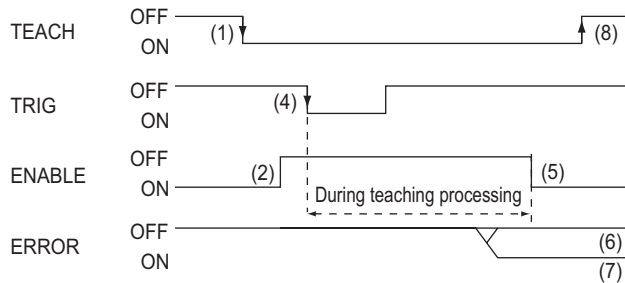 TEACH
OFF
ON
(1)
(8)
TRIG
OFF
ON
(4)
ENABLE
OFF
ON
(2)
(5)
During teaching processing
ERROR
OFF
ON
(6)
(7)